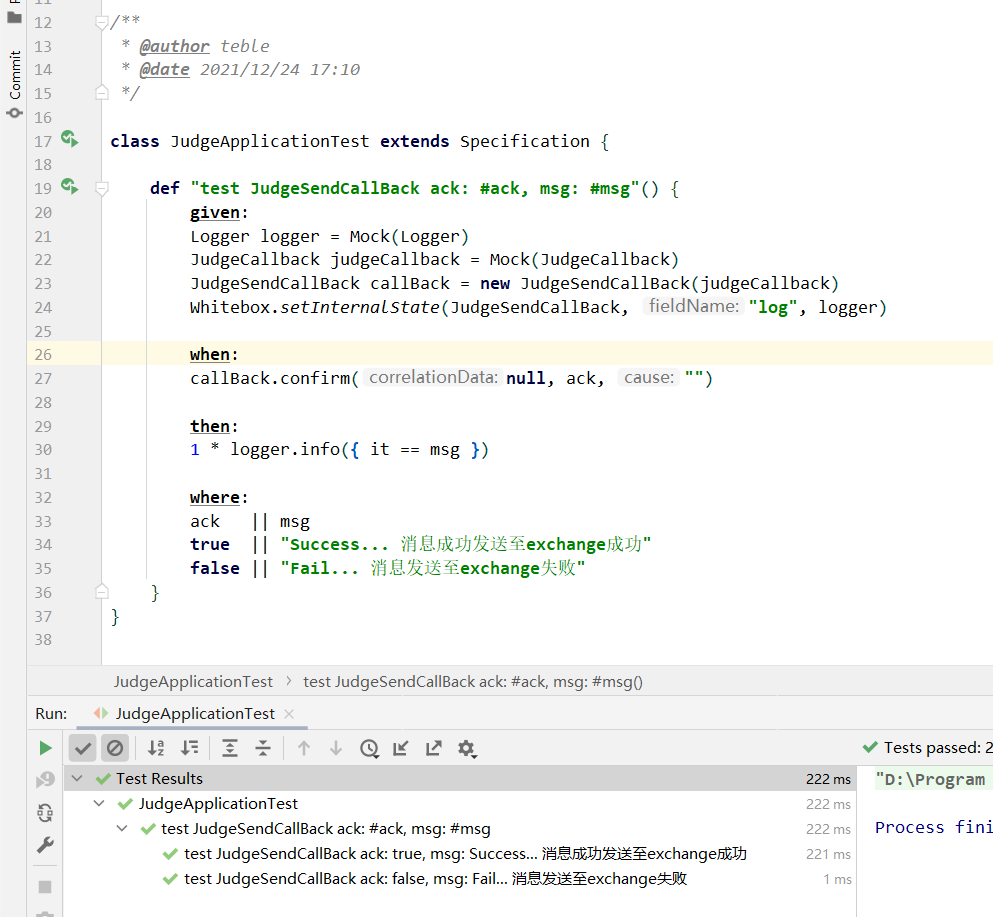 11
12 /**
13 * @author teble
14 * @date 2021/12/24 17:10
15 */
16
17 class JudgeApplicationTest extends Specification {
18
19 def "test JudgeSendCallBack ack: #ack, msg: #msg"() {
20 given:
21 Logger logger = Mock(Logger)
22 JudgeCallback judgeCallback = Mock(JudgeCallback)
23 JudgeSendCallBack callBack = new JudgeSendCallBack(judgeCallback)
24 Whitebox.setInternalState(JudgeSendCallBack, fieldName: "log", logger)
25
26 when:
27 callBack.confirm( correlationData: null, ack, cause: "")
28
29 then:
30 1 * logger.info({ it == msg })
31
32 where:
33 ack || msg
34 true || "Success... 消息成功发送至exchange成功"
35 false || "Fail... 消息发送至exchange失败"
36 }
37 }
38
Commit
JudgeApplicationTest > test JudgeSendCallBack ack: #ack, msg: #msg()
Run: JudgeApplicationTest
Tests passed: 2
Test Results 222 ms
JudgeApplicationTest 222 ms
test JudgeSendCallBack ack: #ack, msg: #msg 222 ms
test JudgeSendCallBack ack: true, msg: Success... 消息成功发送至exchange成功 221 ms
test JudgeSendCallBack ack: false, msg: Fail... 消息发送至exchange失败 1 ms
"D:\Program
Process fini